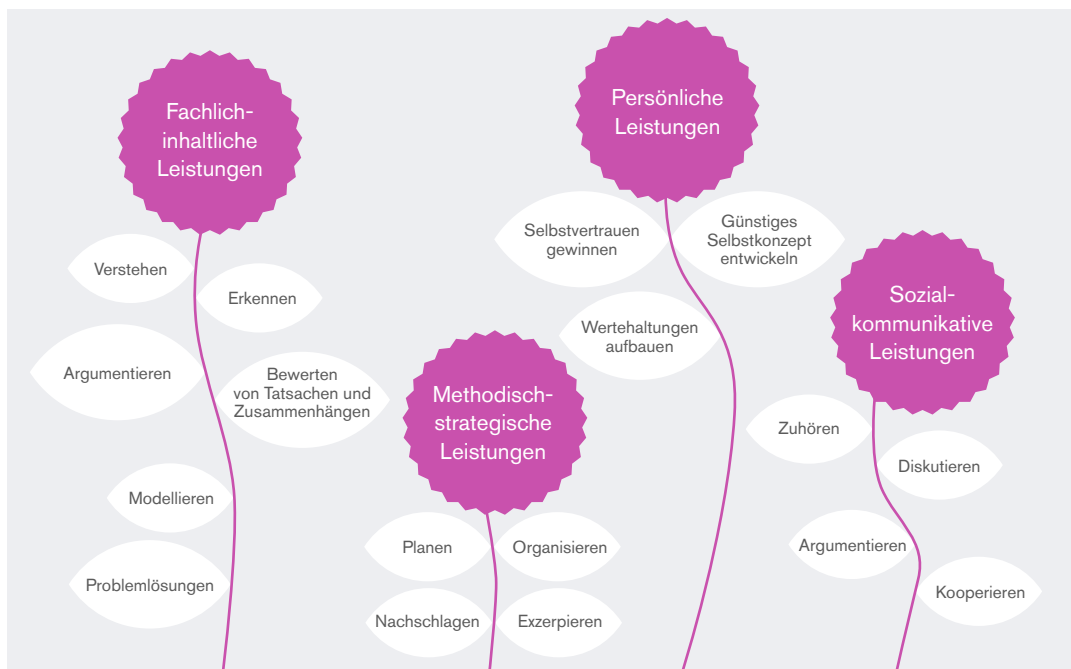 Fachlich-
inhaltliche
Leistungen
Verstehen
Erkennen
Argumentieren
Bewerten
von Tatsachen und
Zusammenhängen
Modellieren
Problemlösungen
Methodisch-
strategische
Leistungen
Planen
Organisieren
Nachschlagen
Exzerpieren
Persönliche
Leistungen
Selbstvertrauen
gewinnen
Günstiges
Selbstkonzept
entwickeln
Wertehaltungen
aufbauen
Sozial-
kommunikative
Leistungen
Zuhören
Diskutieren
Argumentieren
Kooperieren